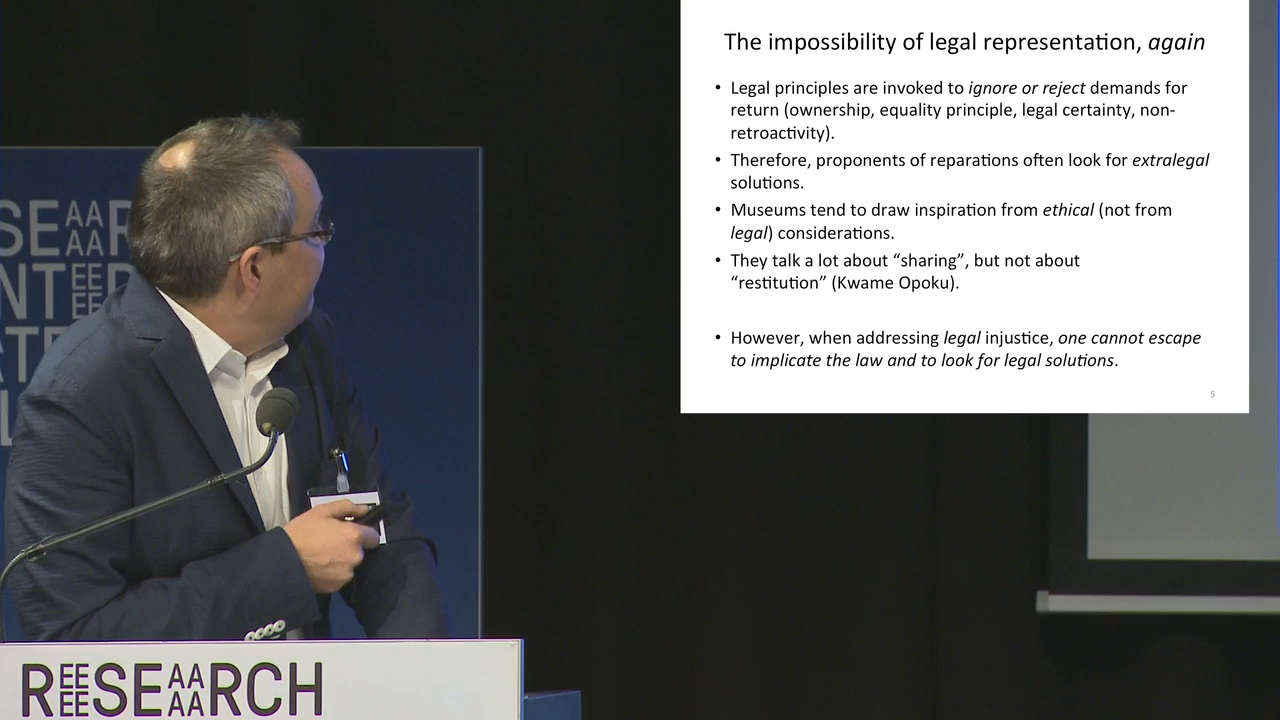 The impossibility of legal representation, again
• Legal principles are invoked to ignore or reject demands for
return (ownership, equality principle, legal certainty, non-
retroactivity).
• Therefore, proponents of reparations often look for extralegal
solutions.
• Museums tend to draw inspiration from ethical (not from
legal) considerations.
• They talk a lot about “sharing”, but not about
“restitution” (Kwame Opoku).
• However, when addressing legal injustice, one cannot escape
to implicate the law and to look for legal solutions.
5
REEEESEAAAARCH